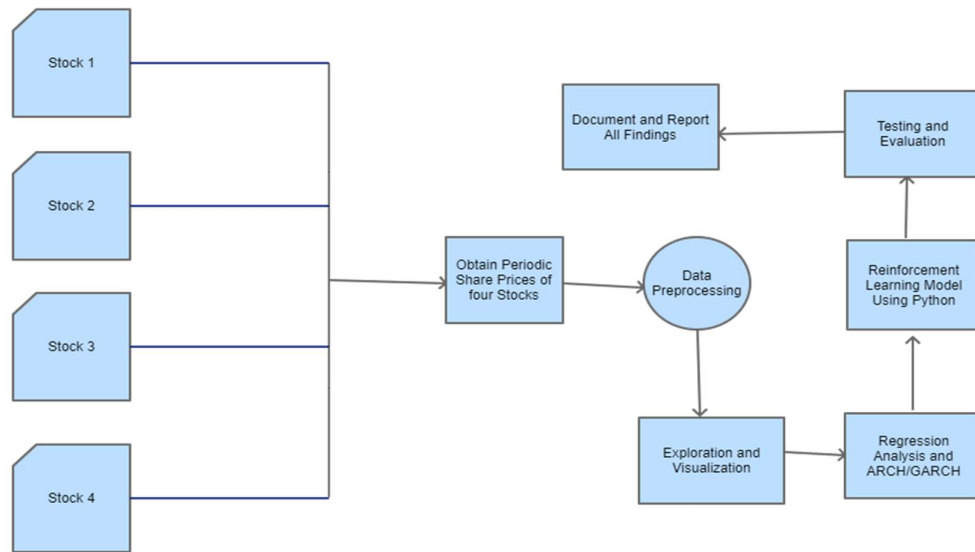 Stock 1
Stock 2
Stock 3
Stock 4
Obtain Periodic
Share Prices of
four Stocks
Data
Preprocessing
Exploration and
Visualization
Regression
Analysis and
ARCH/GARCH
Reinforcement
Learning Model
Using Python
Testing and
Evaluation
Document and Report
All Findings